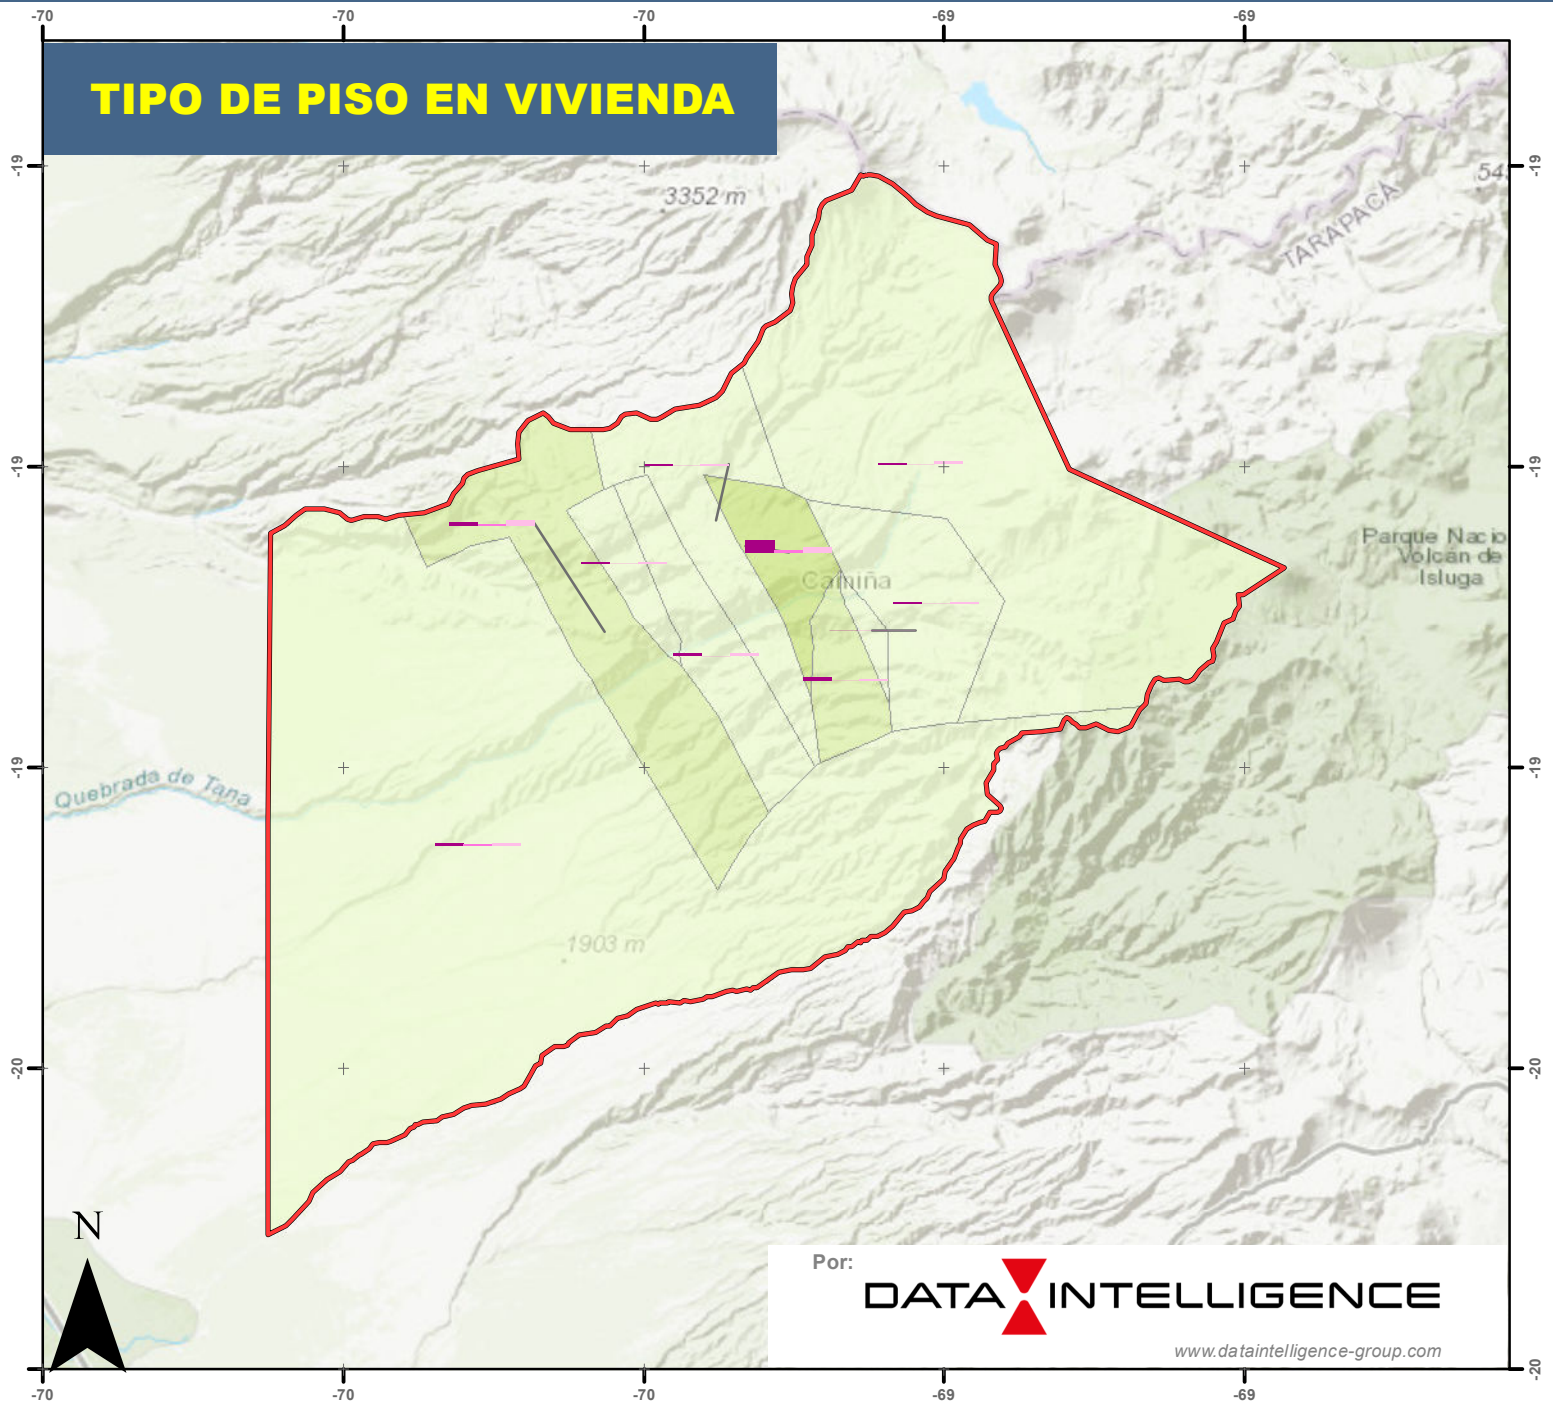 -70 -70 -70 -69 -69
TIPO DE PISO EN VIVIENDA
-19 -19
3352 m
TARAPACÁ
-19 -19
Parque Nacio
Volcán de
Isluga
Camiña
-19 -19
Quebrada de Tana
1903 m
-20 -20
N
Por:
DATA INTELLIGENCE
www.dataintelligence-group.com
-20
-70 -70 -70 -69 -69